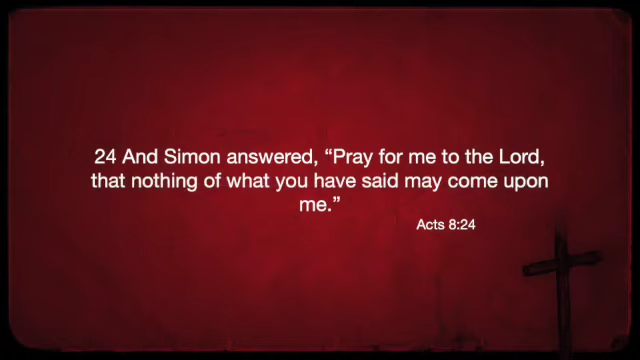 24 And Simon answered, “Pray for me to the Lord,
that nothing of what you have said may come upon
me.”
Acts 8:24